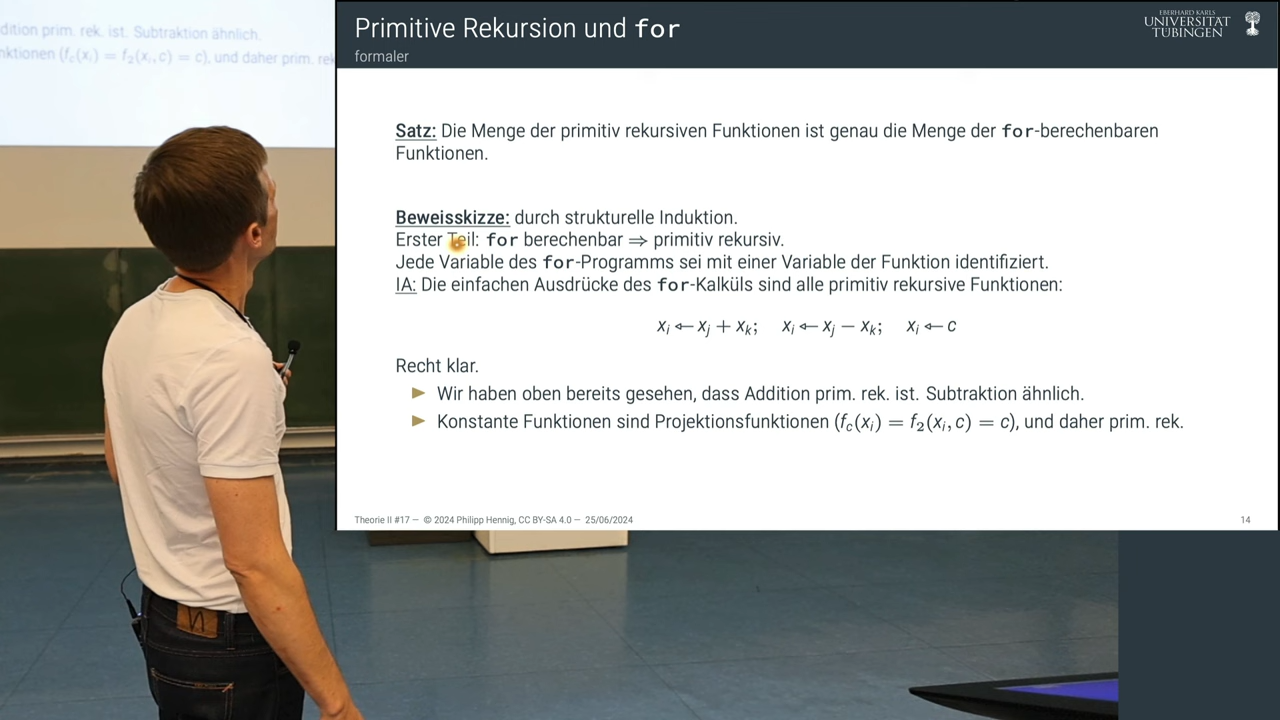 dition prim. rek. ist. Subtraktion ähnlich.
nktionen (f_c(x_i) = f_2(x_i, c) = c), und daher prim. rek
Primitive Rekursion und for
formaler
EBERHARD KARLS
UNIVERSITÄT
TÜBINGEN
Satz: Die Menge der primitiv rekursiven Funktionen ist genau die Menge der for-berechenbaren
Funktionen.
Beweisskizze: durch strukturelle Induktion.
Erster Teil: for berechenbar ⇒ primitiv rekursiv.
Jede Variable des for-Programms sei mit einer Variable der Funktion identifiziert.
IA: Die einfachen Ausdrücke des for-Kalküls sind alle primitiv rekursive Funktionen:
x_i ← x_j + x_k; x_i ← x_j − x_k; x_i ← c
Recht klar.
▶ Wir haben oben bereits gesehen, dass Addition prim. rek. ist. Subtraktion ähnlich.
▶ Konstante Funktionen sind Projektionsfunktionen (f_c(x_i) = f_2(x_i, c) = c), und daher prim. rek.
Theorie II #17 — © 2024 Philipp Hennig, CC BY-SA 4.0 — 25/06/2024
14